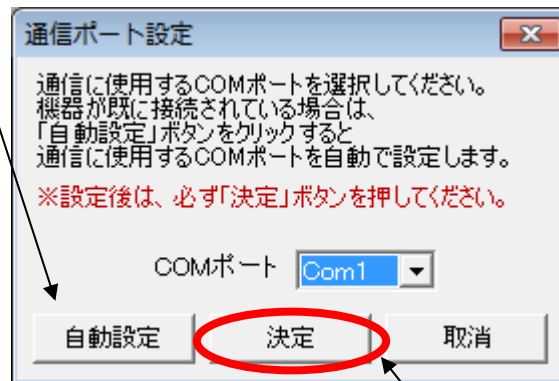 通信ポート設定
通信に使用するCOMポートを選択してください。
機器が既に接続されている場合は、
「自動設定」ボタンをクリックすると
通信に使用するCOMポートを自動で設定します。
※設定後は、必ず「決定」ボタンを押してください。
COMポート Com1
自動設定 決定 取消